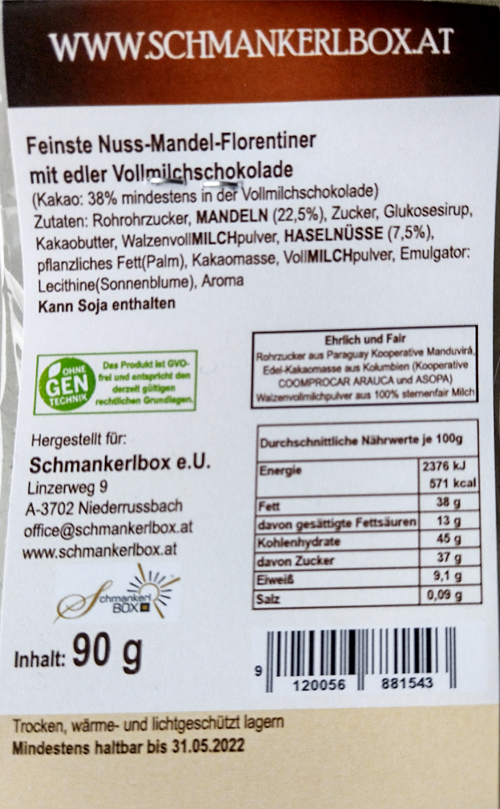 WWW.SCHMANKERLBOX.AT
Feinste Nuss-Mandel-Florentiner
mit edler Vollmilchschokolade
(Kakao: 38% mindestens in der Vollmilchschokolade)
Zutaten: Rohrohrzucker, MANDELN (22,5%), Zucker, Glukosesirup,
Kakaobutter, WalzenvollMILCHpulver, HASELNÜSSE (7,5%),
pflanzliches Fett(Palm), Kakaomasse, VollMILCHpulver, Emulgator:
Lecithine(Sonnenblume), Aroma
Kann Soja enthalten
OHNE
GEN
TECHNIK
Das Produkt ist GVO-
frei und entspricht den
derzeit gültigen
rechtlichen Grundlagen.
Ehrlich und Fair
Rohrzucker aus Paraguay Kooperative Manduvirá,
Edel-Kakaomasse aus Kolumbien (Kooperative
COOMPROCAR ARAUCA und ASOPA)
Walzenvollmilchpulver aus 100% sternenfair Milch
Hergestellt für:
Schmankerlbox e.U.
Linzerweg 9
A-3702 Niederrussbach
office@schmankerlbox.at
www.schmankerlbox.at
Schmankerl
BOX
Inhalt: 90 g
Durchschnittliche Nährwerte je 100g
Energie 2376 kJ
571 kcal
Fett 38 g
davon gesättigte Fettsäuren 13 g
Kohlenhydrate 45 g
davon Zucker 37 g
Eiweiß 9,1 g
Salz 0,09 g
9 120056 881543
Trocken, wärme- und lichtgeschützt lagern
Mindestens haltbar bis 31.05.2022